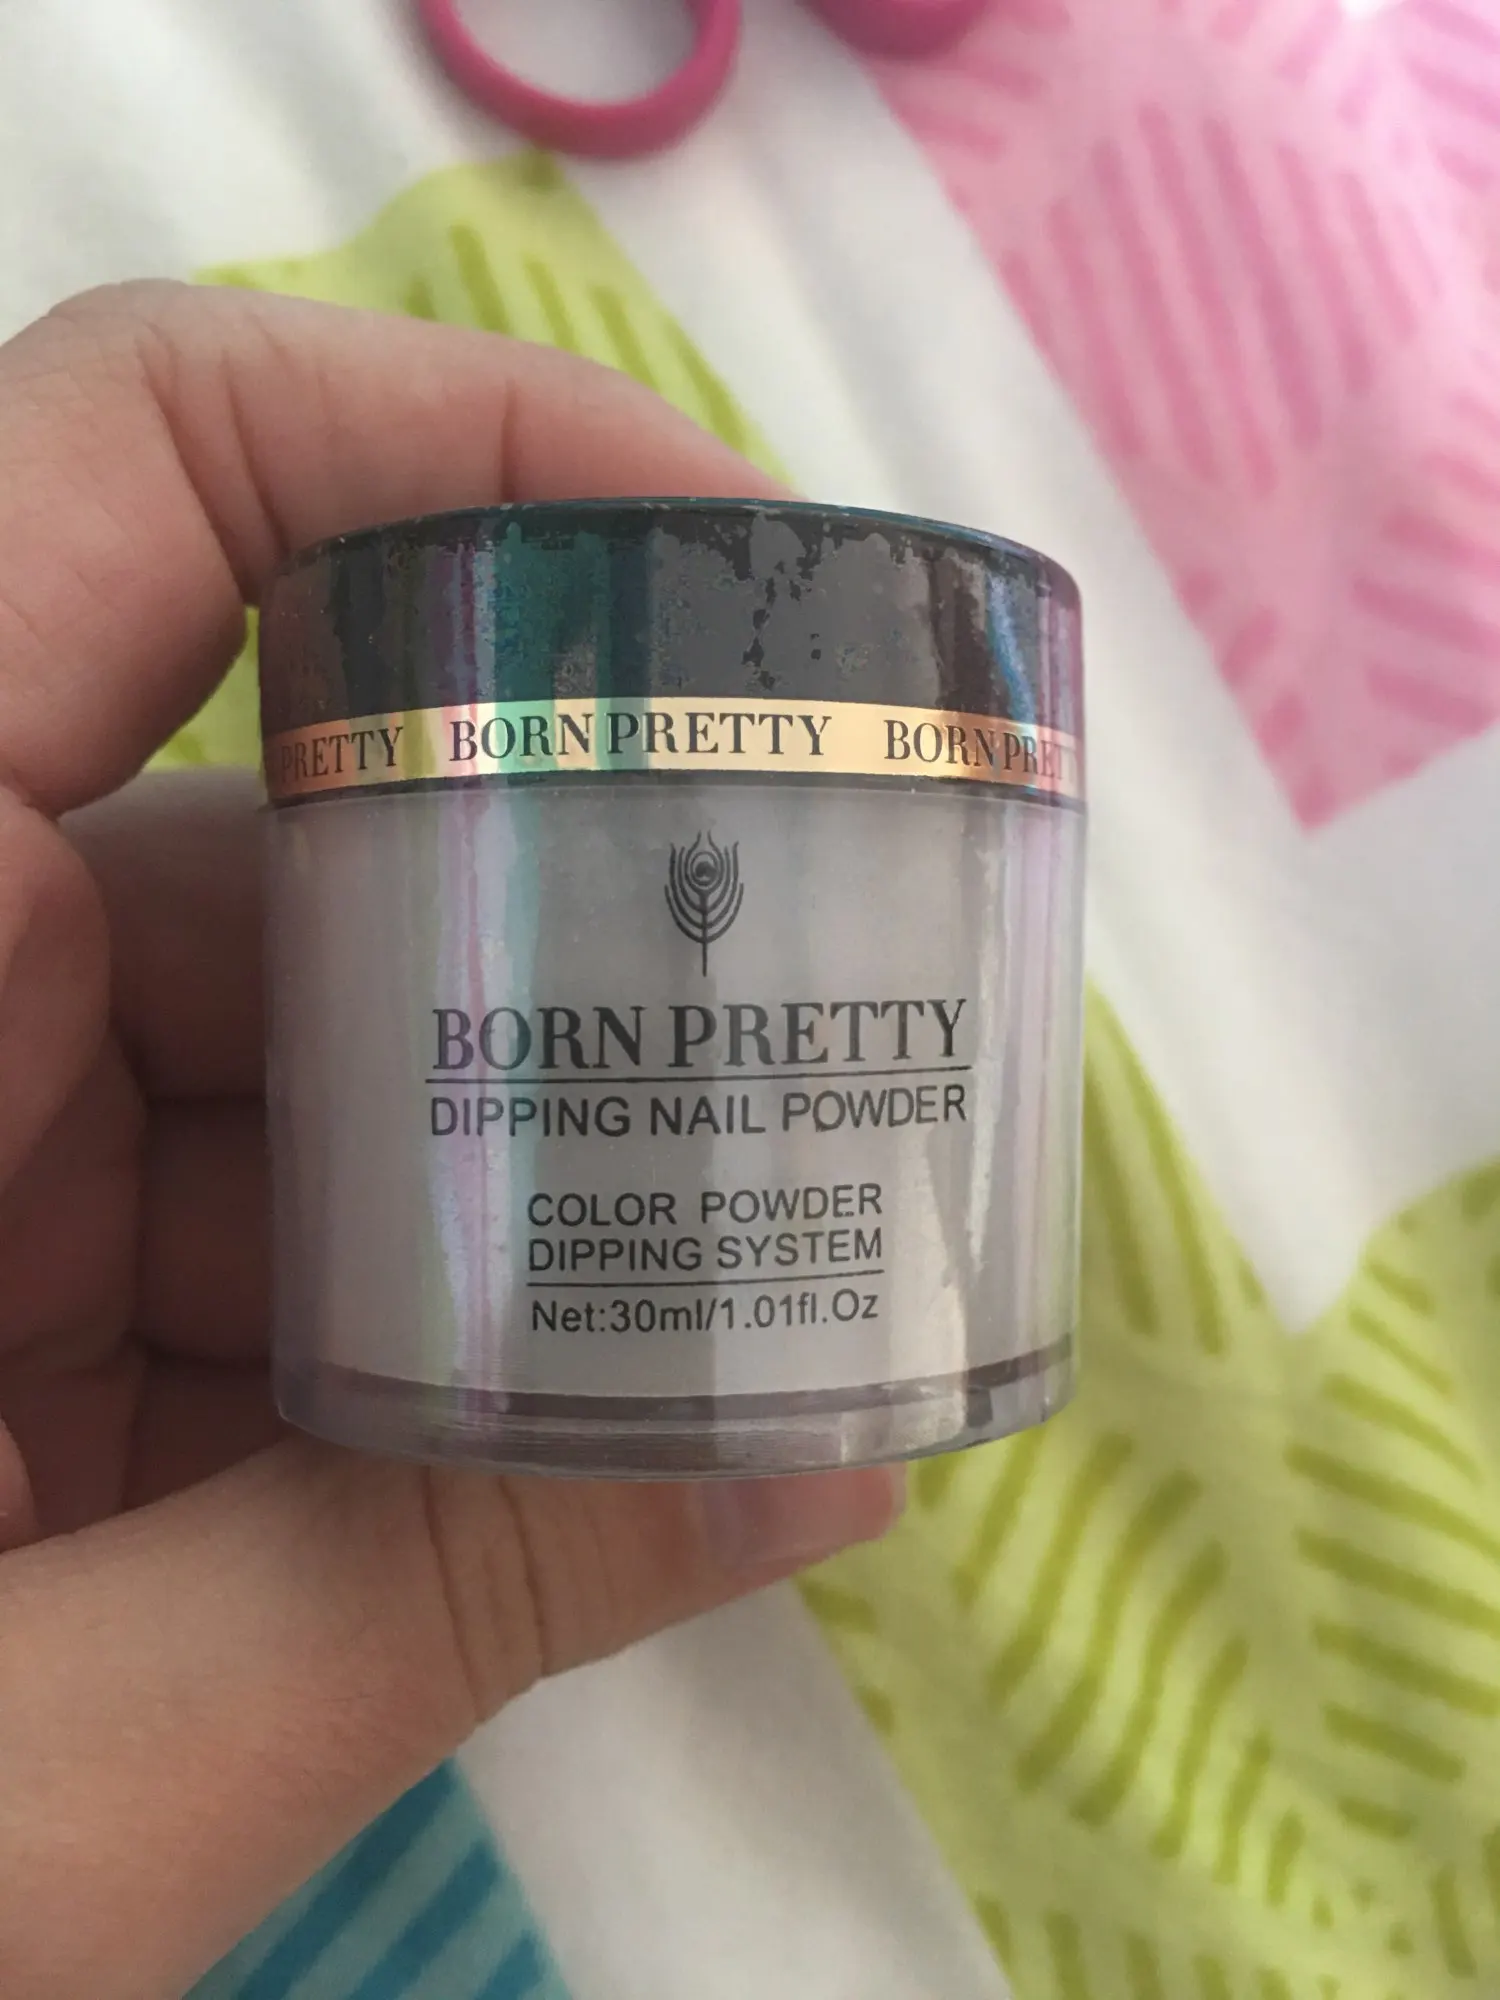 PRETTY BORN PRETTY BORN PRET
BORN PRETTY
DIPPING NAIL POWDER
COLOR POWDER
DIPPING SYSTEM
Net:30ml/1.01fl.Oz